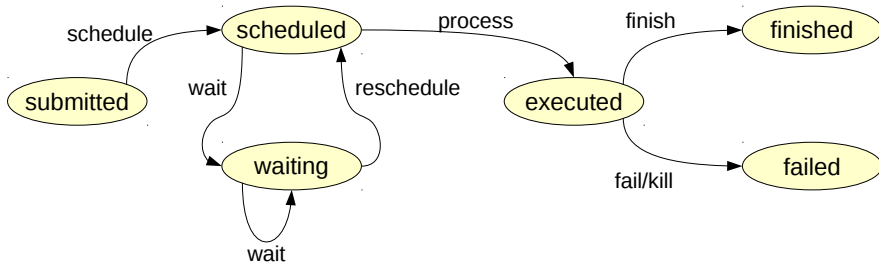 schedule
scheduled
process
finish
finished
submitted
wait
reschedule
executed
waiting
fail/kill
failed
wait